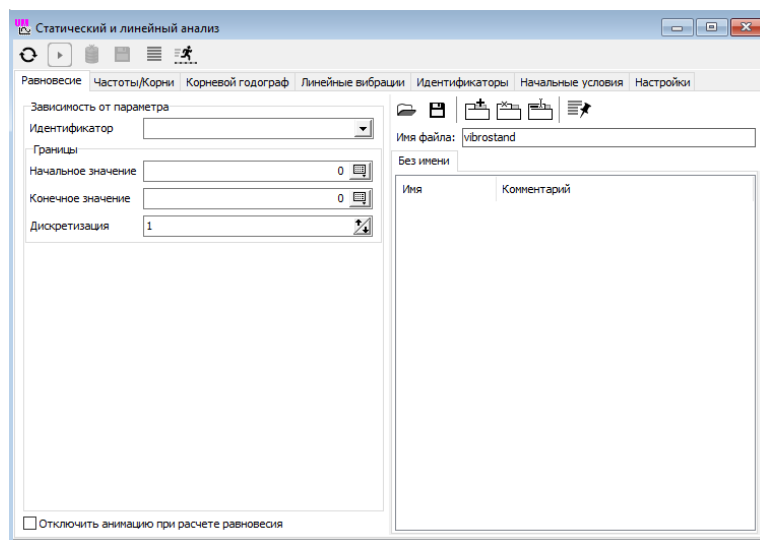 UM Статический и линейный анализ
Равновесие Частоты/Корни Корневой годограф Линейные вибрации Идентификаторы Начальные условия Настройки
Зависимость от параметра
Идентификатор
Границы
Начальное значение 0
Конечное значение 0
Дискретизация 1
Отключить анимацию при расчете равновесия
Имя файла: vibrostand
Без имени
Имя Комментарий